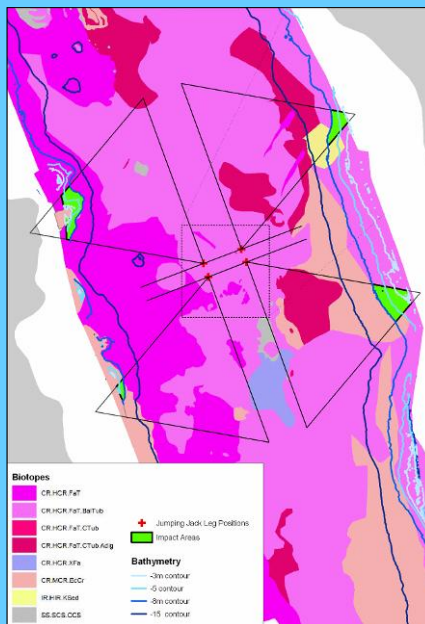 Biotopes
CR.HCR.FaT
CR.HCR.FaT.BalTub
CR.HCR.FaT.CTub
CR.HCR.FaT.CTub.Adig
CR.HCR.XFa
CR.MCR.EcCr
IR.HIR.KSed
SS.SCS.CCS
Jumping Jack Leg Positions
Impact Areas
Bathymetry
-3m contour
-5 contour
-8m contour
-15 contour